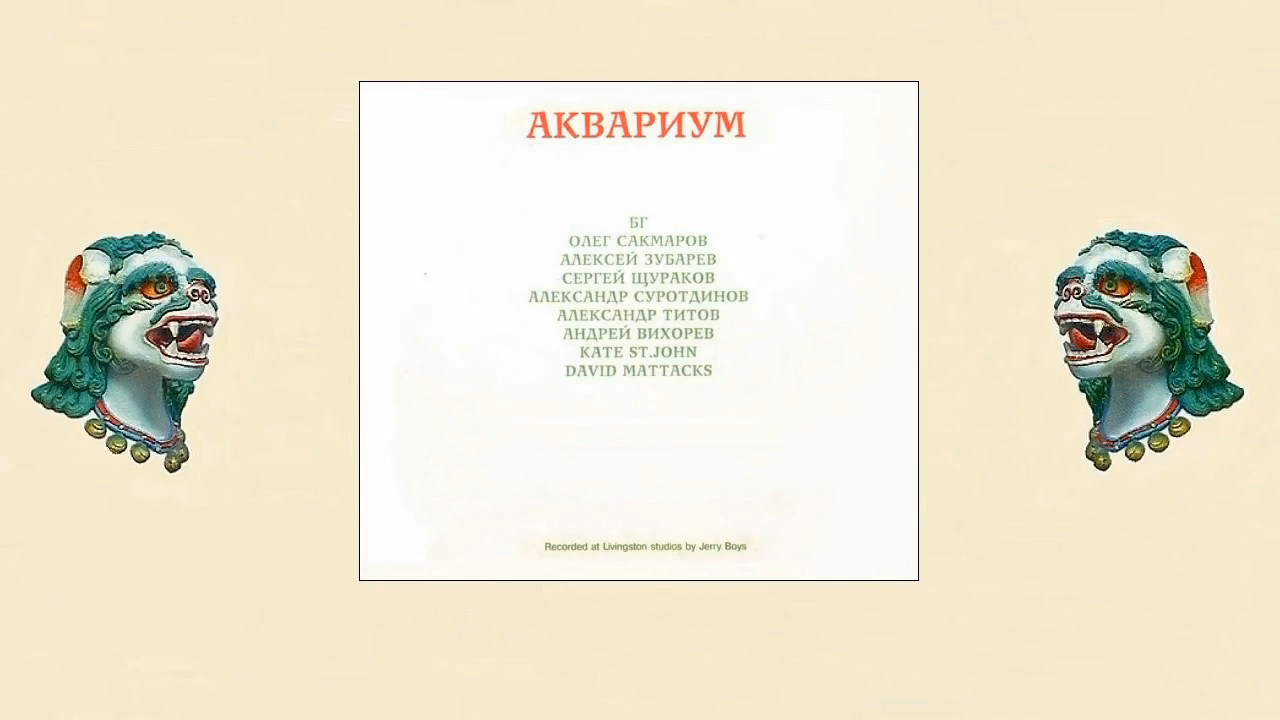 АКВАРИУМ
БГ
ОЛЕГ САКМАРОВ
АЛЕКСЕЙ ЗУБАРЕВ
СЕРГЕЙ ЩУРАКОВ
АЛЕКСАНДР СУРОТДИНОВ
АЛЕКСАНДР ТИТОВ
АНДРЕЙ ВИХОРЕВ
KATE ST.JOHN
DAVID MATTACKS
Recorded at Livingston studios by Jerry Boys